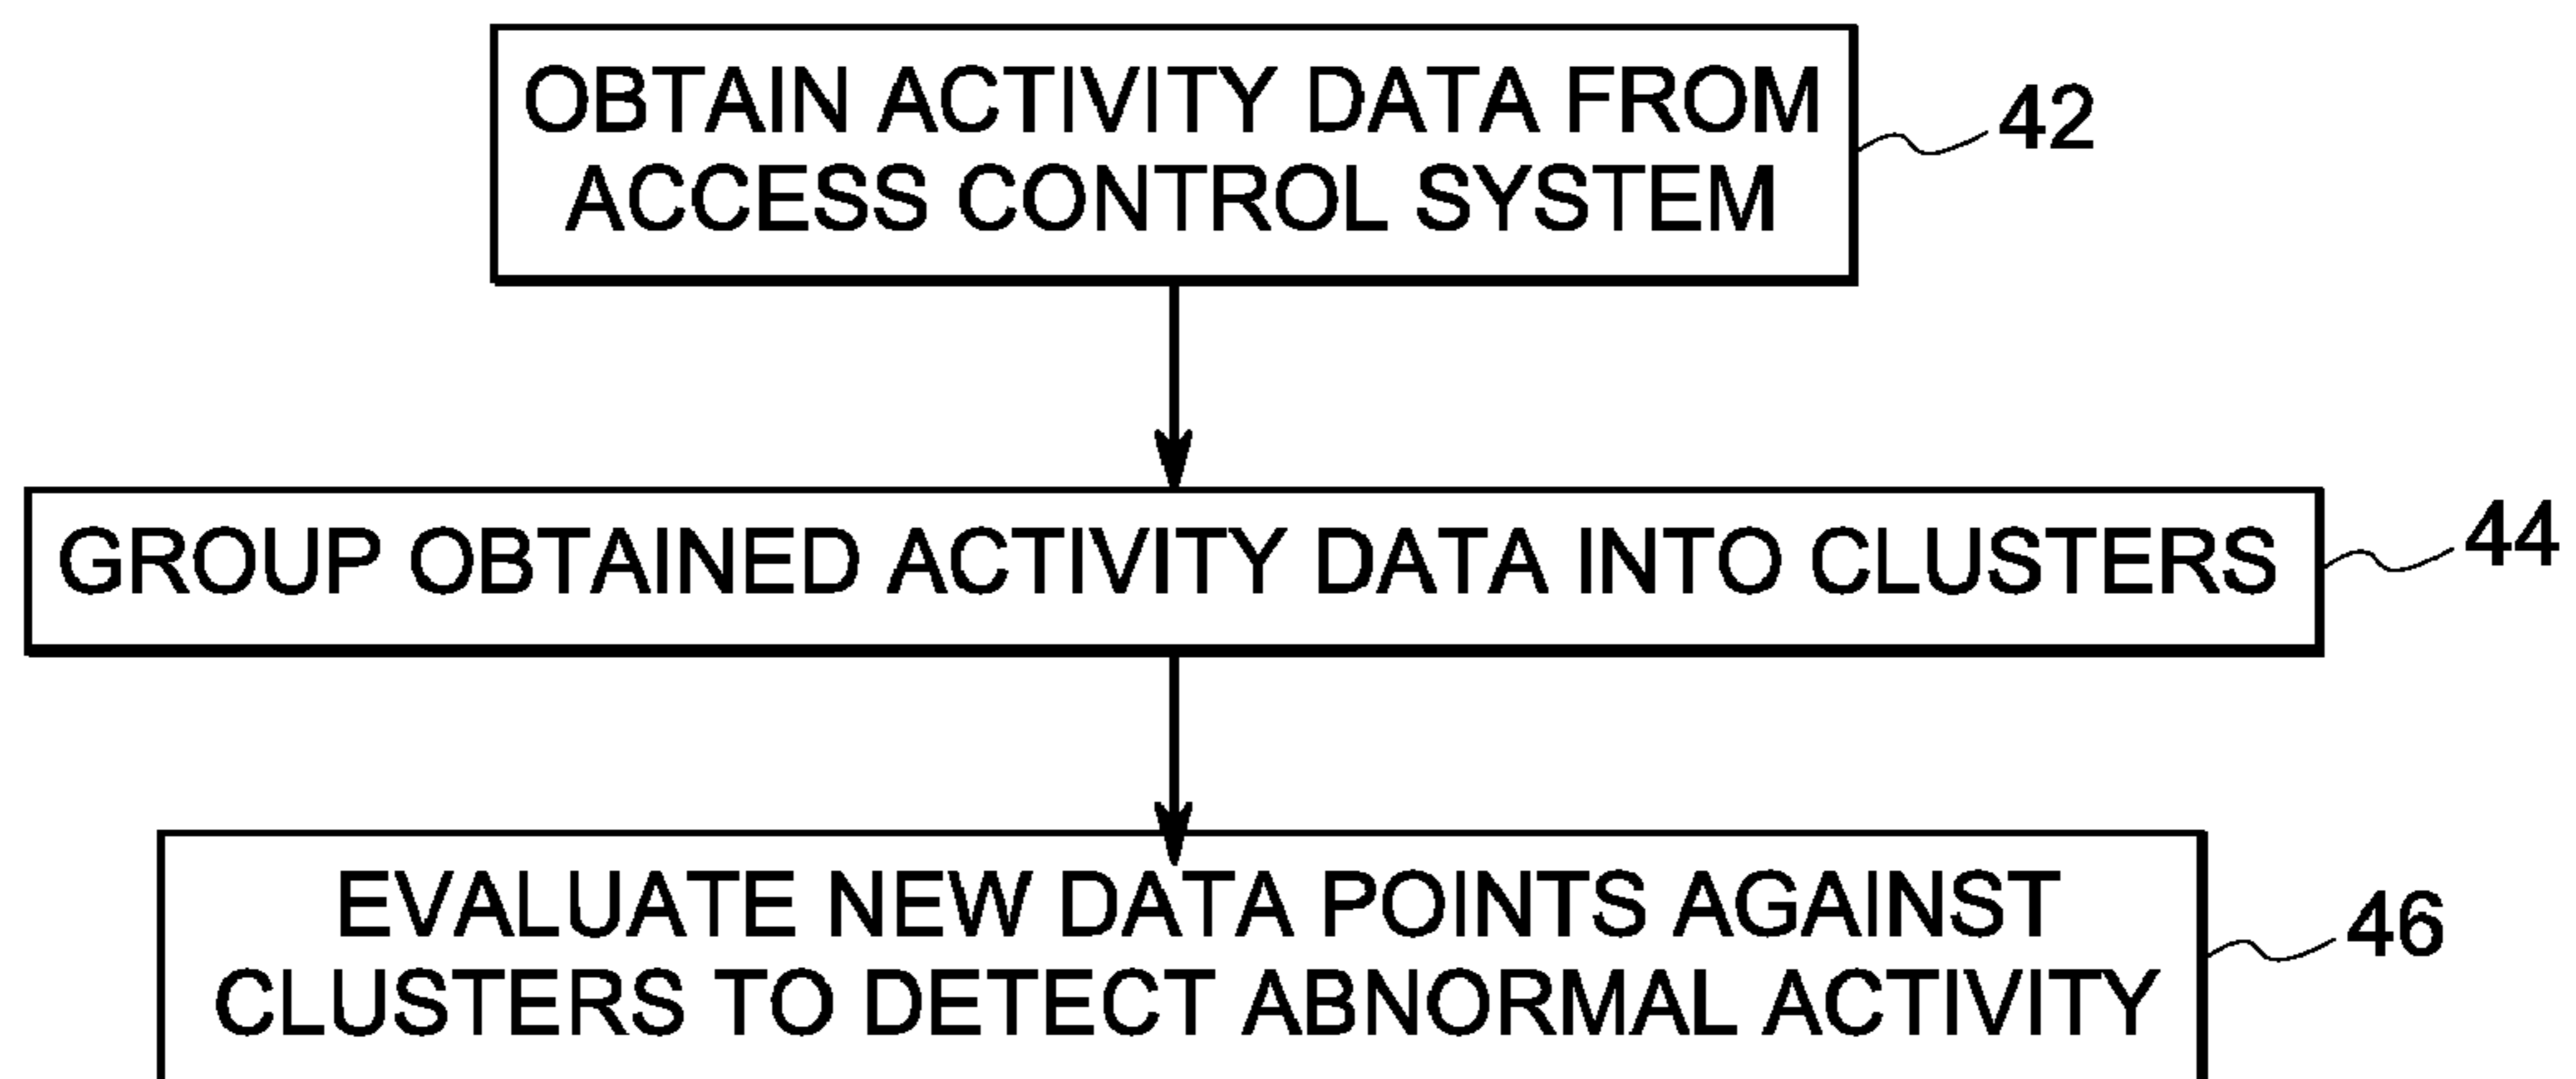 OBTAIN ACTIVITY DATA FROM
ACCESS CONTROL SYSTEM
42
GROUP OBTAINED ACTIVITY DATA INTO CLUSTERS
44
EVALUATE NEW DATA POINTS AGAINST
CLUSTERS TO DETECT ABNORMAL ACTIVITY
46